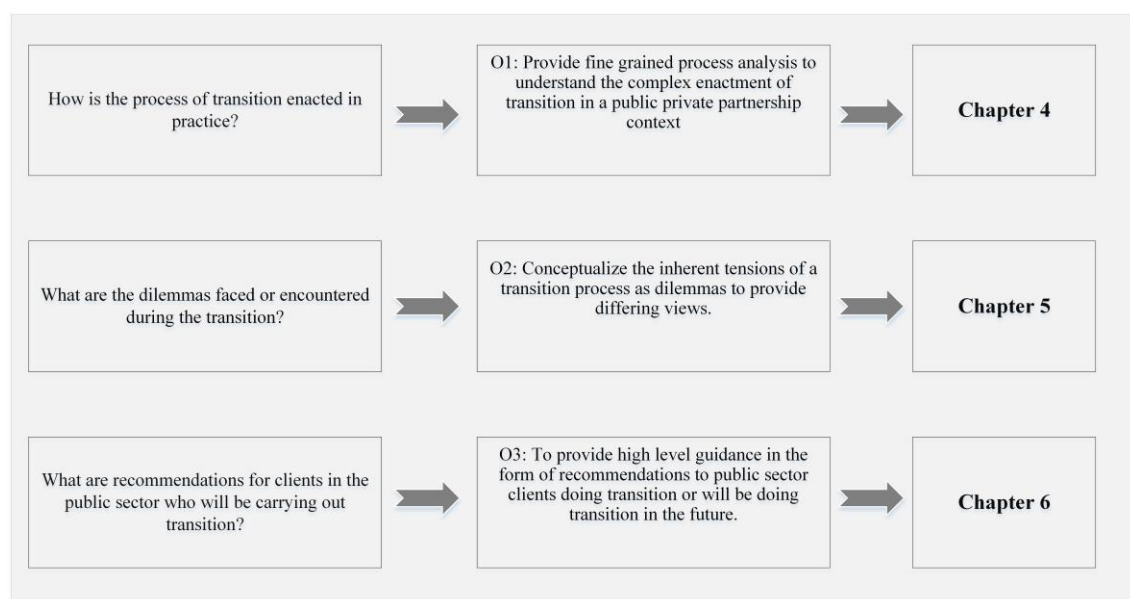 How is the process of transition enacted in
practice?
O1: Provide fine grained process analysis to
understand the complex enactment of
transition in a public private partnership
context
Chapter 4
What are the dilemmas faced or encountered
during the transition?
O2: Conceptualize the inherent tensions of a
transition process as dilemmas to provide
differing views.
Chapter 5
What are recommendations for clients in the
public sector who will be carrying out
transition?
O3: To provide high level guidance in the
form of recommendations to public sector
clients doing transition or will be doing
transition in the future.
Chapter 6